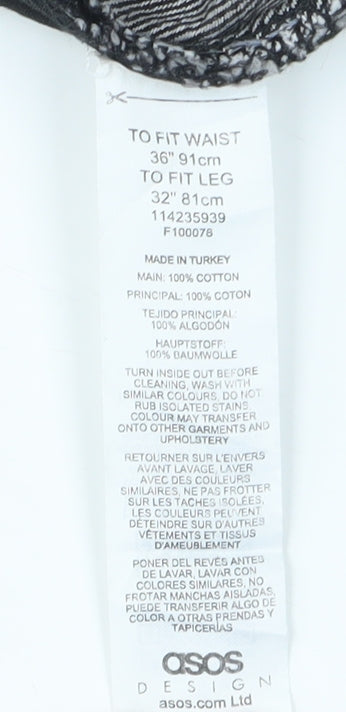 TO FIT WAIST
36" 91cm
TO FIT LEG
32" 81cm
114235939
F100076
MADE IN TURKEY
MAIN: 100% COTTON
PRINCIPAL: 100% COTON
TEJIDO PRINCIPAL:
100% ALGODÓN
HAUPTSTOFF:
100% BAUMWOLLE
TURN INSIDE OUT BEFORE
CLEANING, WASH WITH
SIMILAR COLOURS, DO NOT
RUB ISOLATED STAINS.
COLOUR MAY TRANSFER
ONTO OTHER GARMENTS AND
UPHOLSTERY
RETOURNER SUR L'ENVERS
AVANT LAVAGE, LAVER
AVEC DES COULEURS
SIMILAIRES, NE PAS FROTTER
SUR LES TACHES ISOLÉES,
LES COULEURS PEUVENT
DÉTEINDRE SUR D'AUTRES
VÊTEMENTS ET TISSUS
D'AMEUBLEMENT
PONER DEL REVÉS ANTES
DE LAVAR, LAVAR CON
COLORES SIMILARES, NO
FROTAR MANCHAS AISLADAS,
PUEDE TRANSFERIR ALGO DE
COLOR A OTRAS PRENDAS Y
TAPICERÍAS
asos
DESIGN
asos.com Ltd